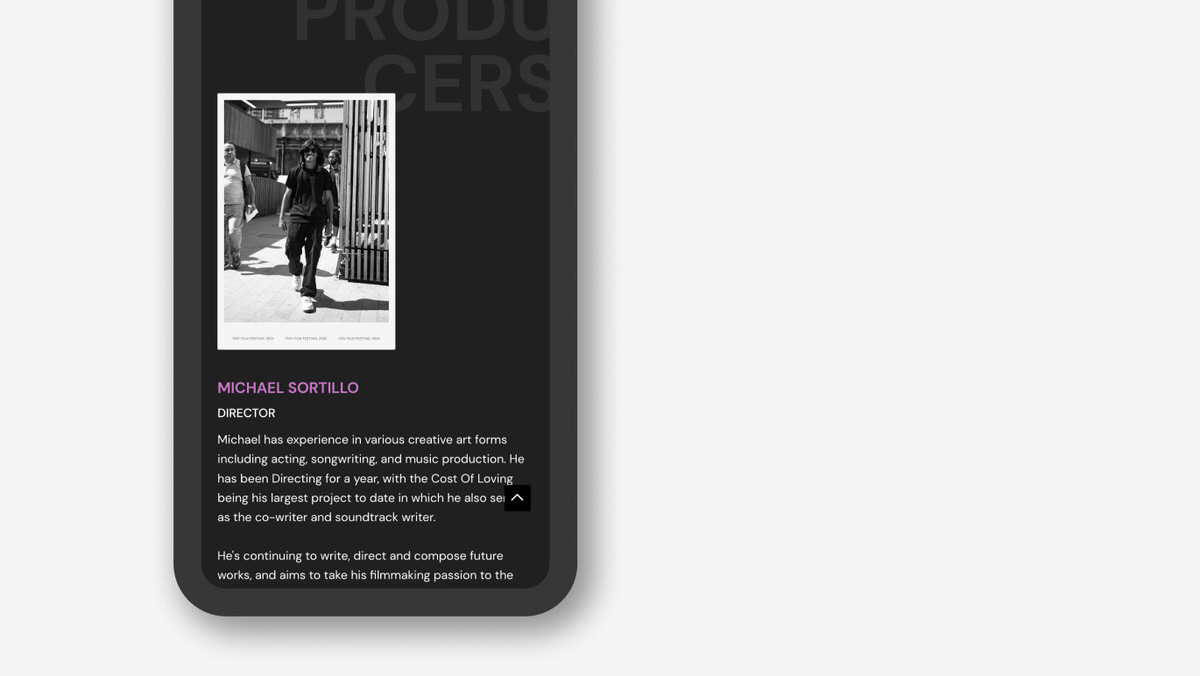 PRODU
CERS
MICHAEL SORTILLO
DIRECTOR
Michael has experience in various creative art forms
including acting, songwriting, and music production. He
has been Directing for a year, with the Cost Of Loving
being his largest project to date in which he also
as the co-writer and soundtrack writer.
He's continuing to write, direct and compose future
works, and aims to take his filmmaking passion to the